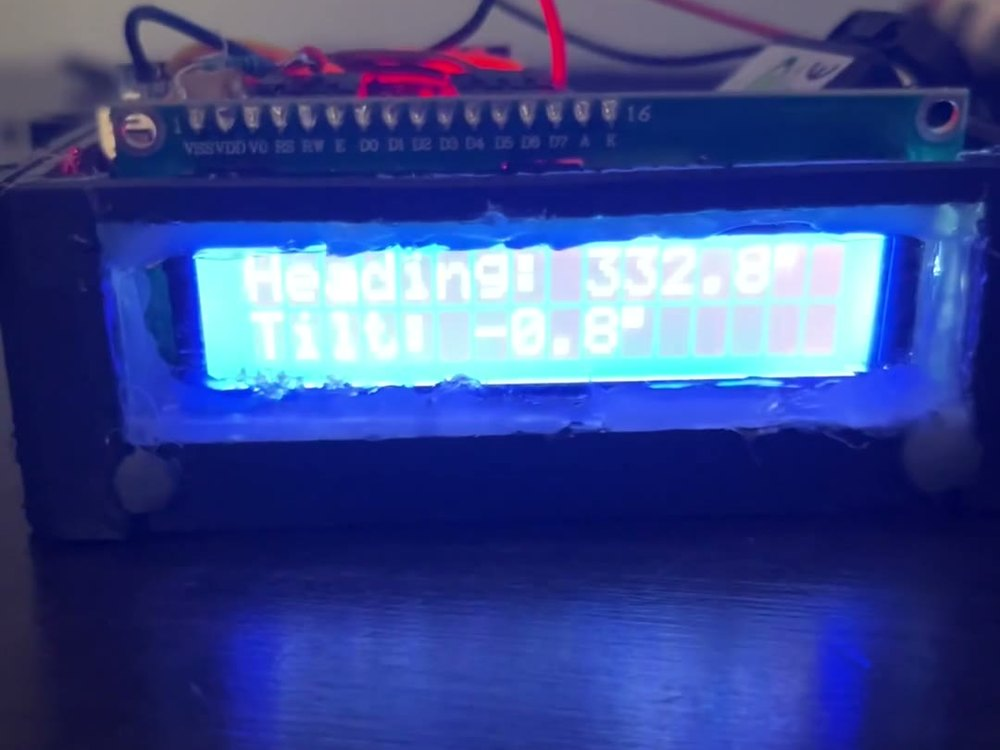 1 16
VSS VDD V0 RS RW E D0 D1 D2 D3 D4 D5 D6 D7 A K
Heading: 332.8°
Tilt: -0.8°